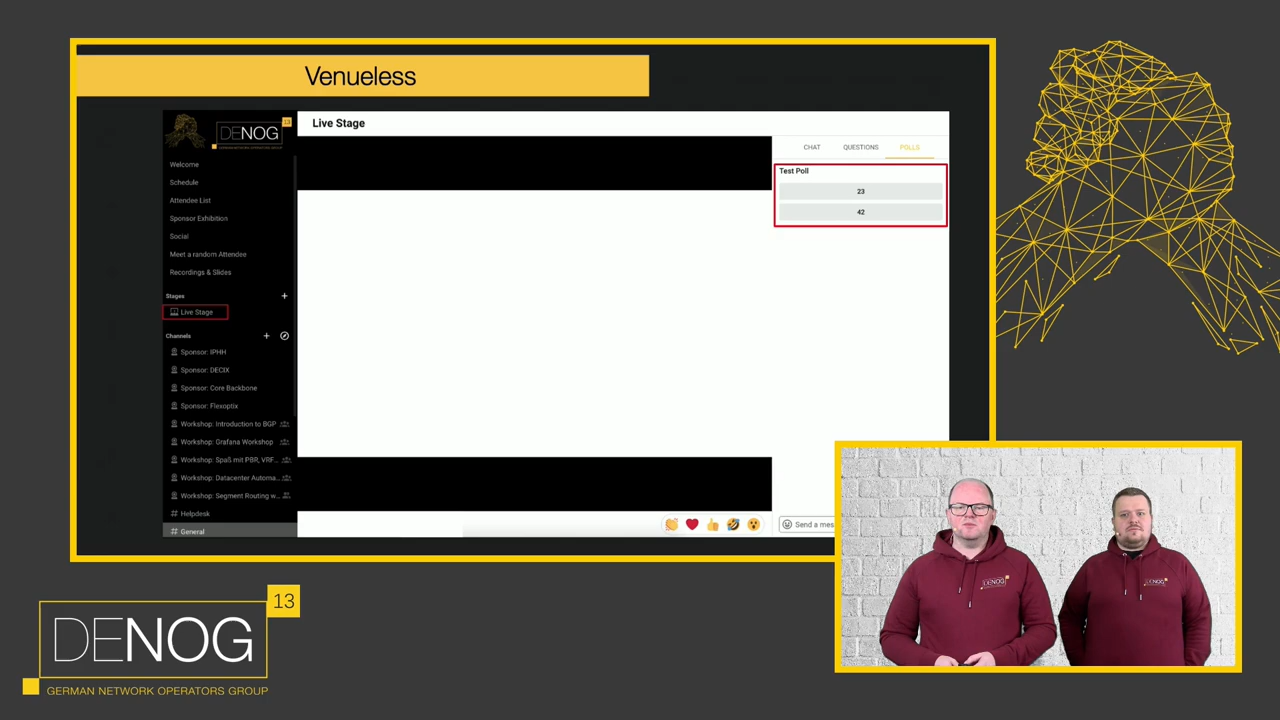 Venueless
13
DENOG
Live Stage
CHAT
QUESTIONS
POLLS
Test Poll
23
42
Welcome
Schedule
Attendee List
Sponsor Exhibition
Social
Meet a random Attendee
Recordings & Slides
Stages
Live Stage
Channels
Sponsor: IPHH
Sponsor: DECIX
Sponsor: Core Backbone
Sponsor: Flexoptix
Workshop: Introduction to BGP
Workshop: Grafana Workshop
Workshop: Spaß mit PBR, VRF...
Workshop: Datacenter Automa...
Workshop: Segment Routing w...
# Helpdesk
# General
Send a mes
DENOG
DENOG
13
DENOG
GERMAN NETWORK OPERATORS GROUP